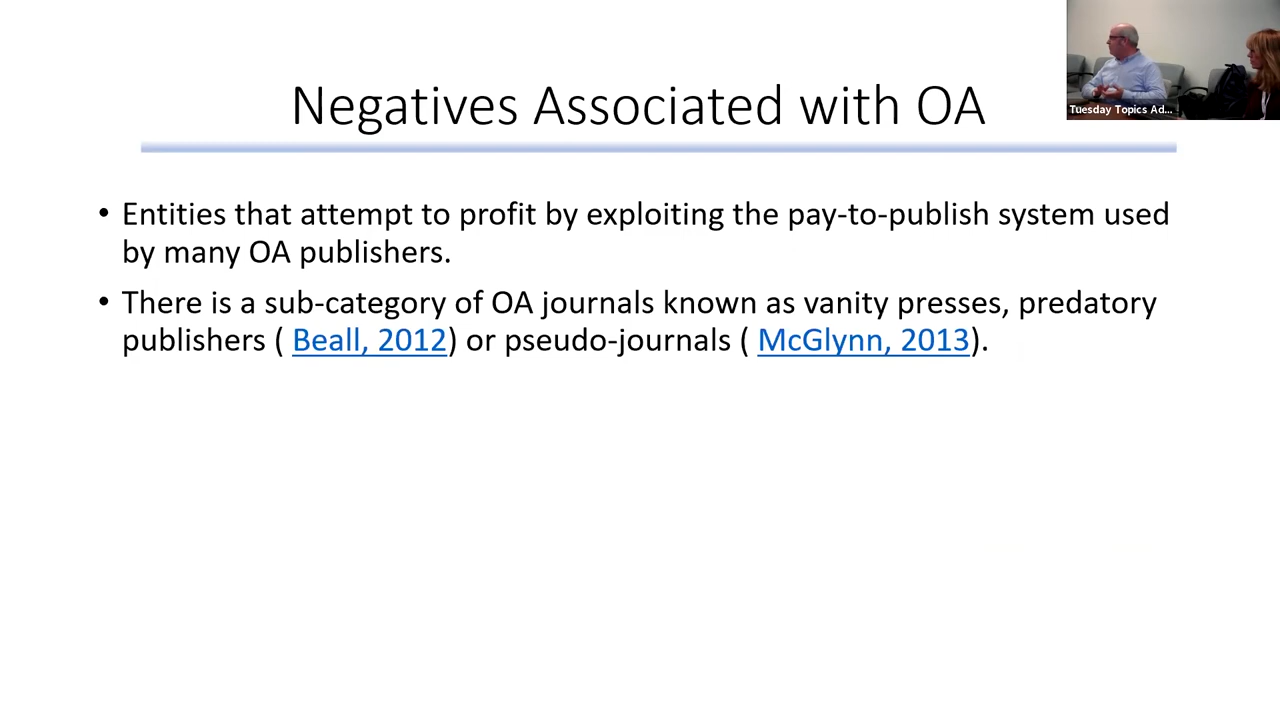 Negatives Associated with OA
Tuesday Topics Ad...
• Entities that attempt to profit by exploiting the pay-to-publish system used
by many OA publishers.
• There is a sub-category of OA journals known as vanity presses, predatory
publishers ( Beall, 2012) or pseudo-journals ( McGlynn, 2013).